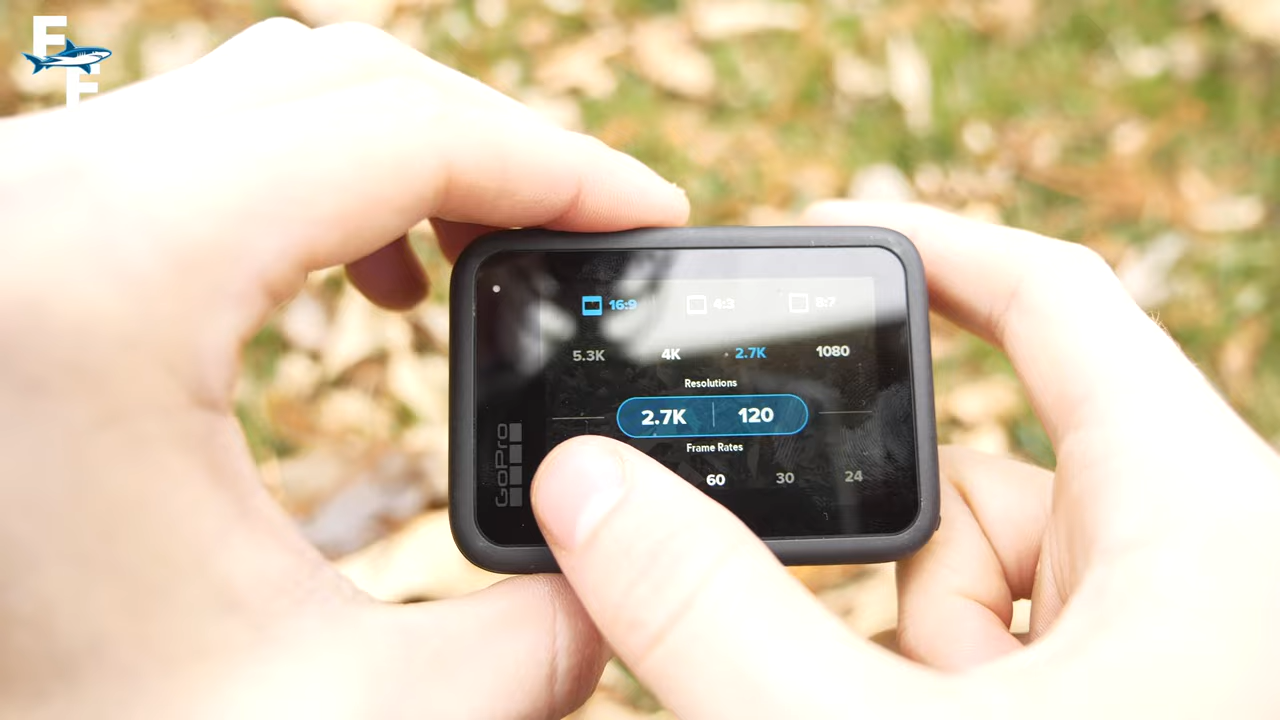 F
F
16:9 4:3 8:7
5.3K 4K 2.7K 1080
Resolutions
2.7K 120
Frame Rates
60 30 24
GoPro